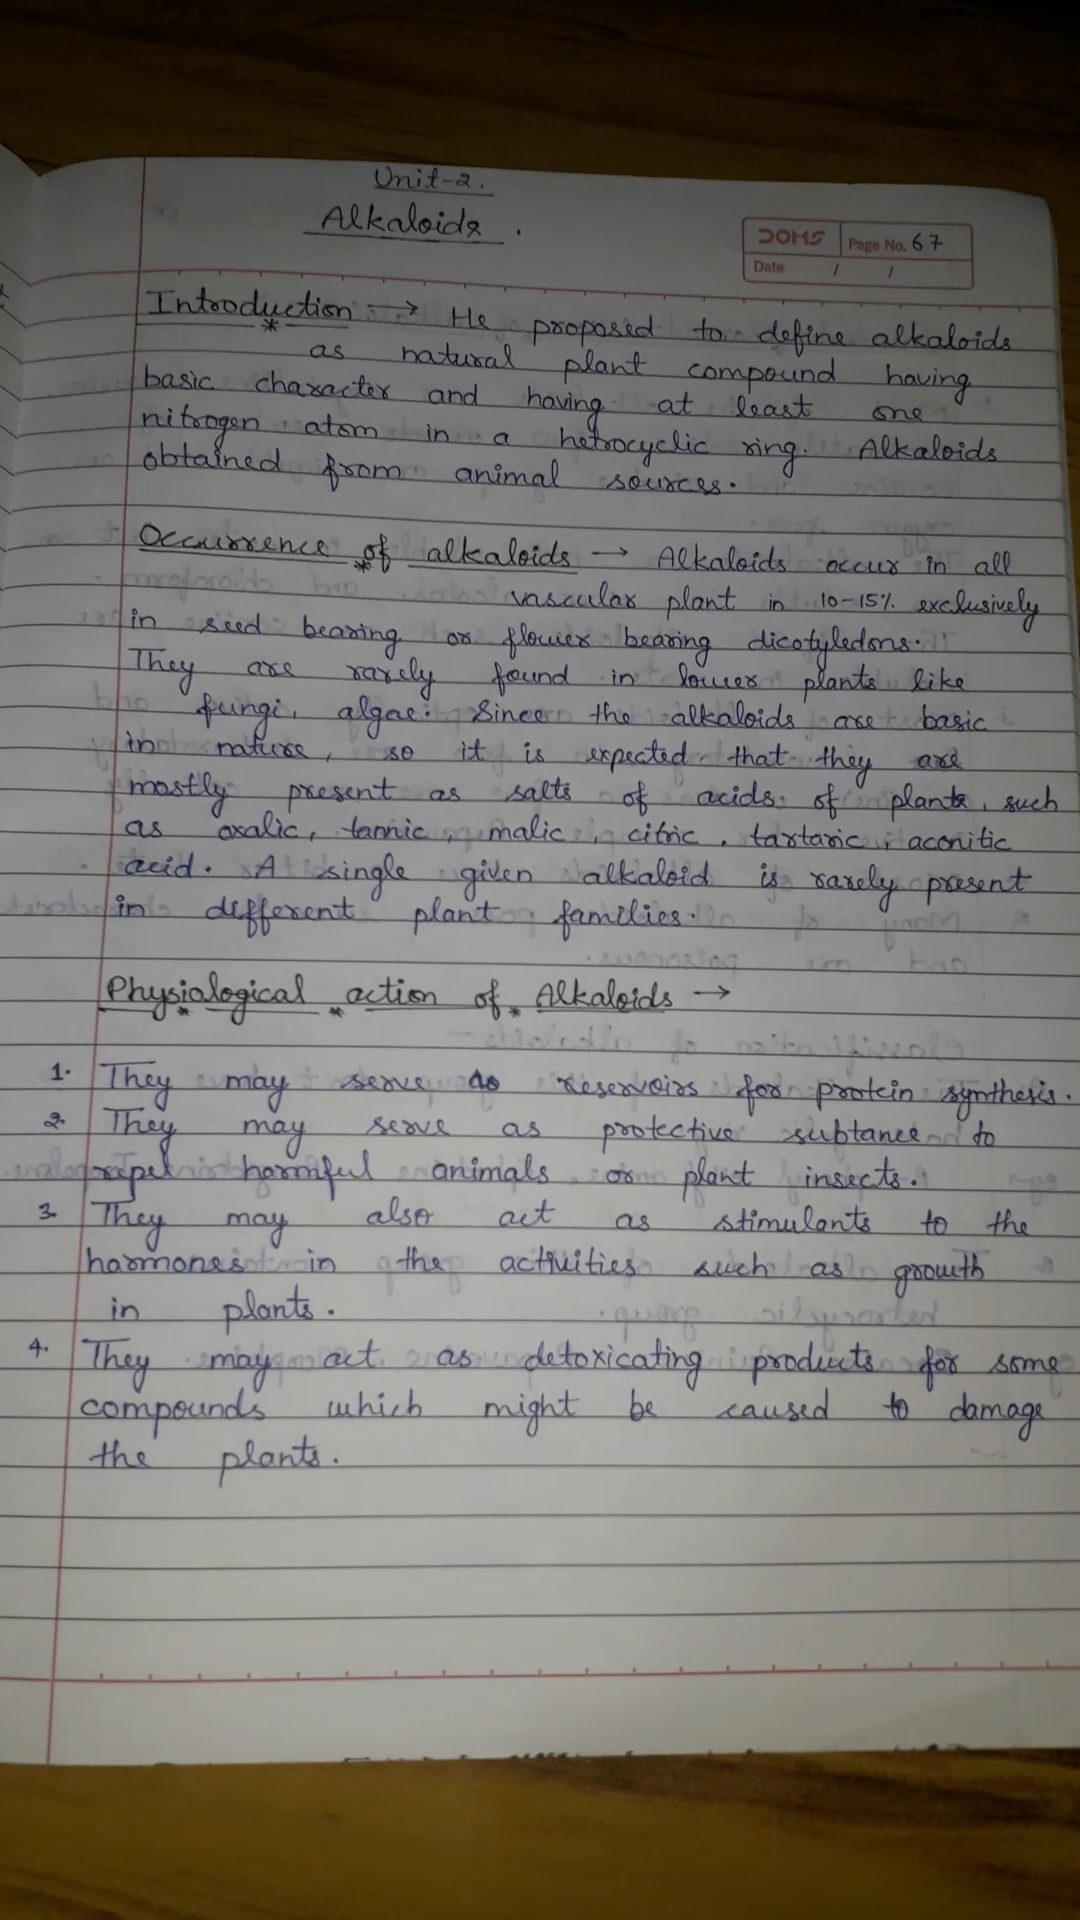 Unit-2.
Alkaloids.
DOMS Page No. 67
Date / /
Introduction → He proposed to define alkaloids
as natural plant compound having
basic character and having at least one
nitrogen atom in a hetrocyclic ring. Alkaloids
obtained from animal sources.
Occurrence of alkaloids → Alkaloids occur in all
vascular plant in 10-15% exclusively
in seed bearing or flower bearing dicotyledons.
They are rarely found in lower plants like
fungi, algae. Since the alkaloids are basic
in nature, so it is expected that they are
mostly present as salts of acids of plants, such
as oxalic, tannic, malic, citric, tartaric, aconitic
acid. A single given alkaloid is rarely present
in different plant families.
Physiological action of Alkaloids →
1. They may serve as reservoirs for protein synthesis.
2. They may serve as protective subtance to
repel harmful animals or plant insects.
3. They may also act as stimulants to the
harmones in the activities such as growth
in plants.
4. They may act as detoxicating products for some
compounds which might be caused to damage
the plants.